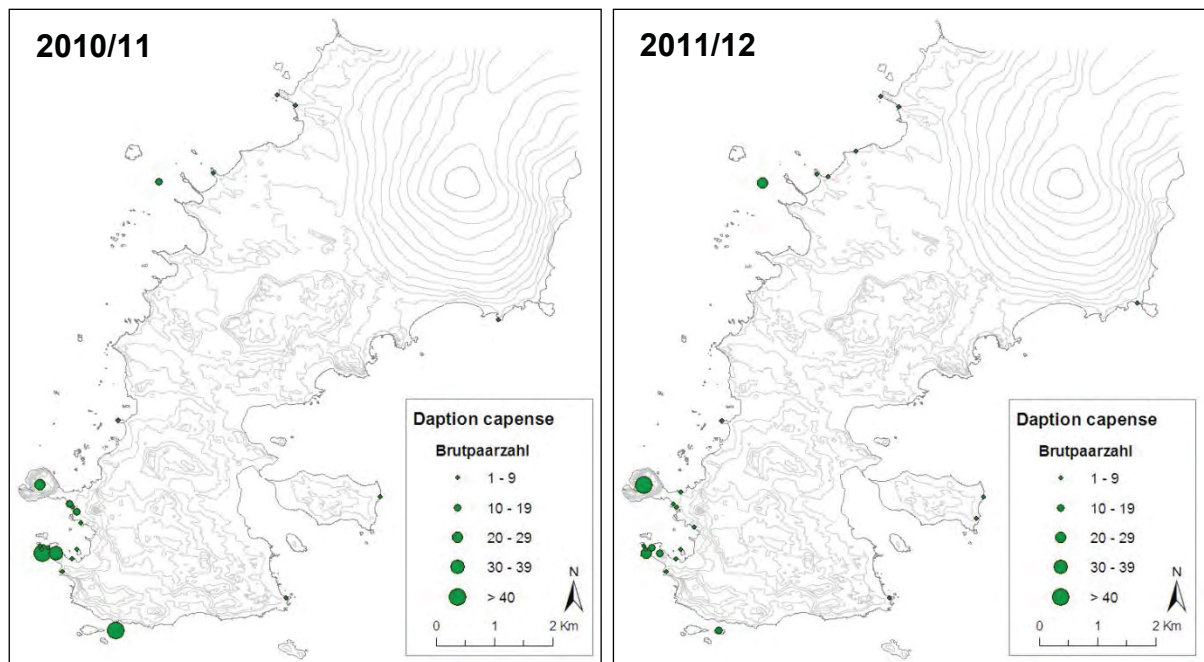 2010/11
Daption capense
Brutpaarzahl
1 - 9
10 - 19
20 - 29
30 - 39
> 40
N
0 1 2 Km
2011/12
Daption capense
Brutpaarzahl
1 - 9
10 - 19
20 - 29
30 - 39
> 40
N
0 1 2 Km